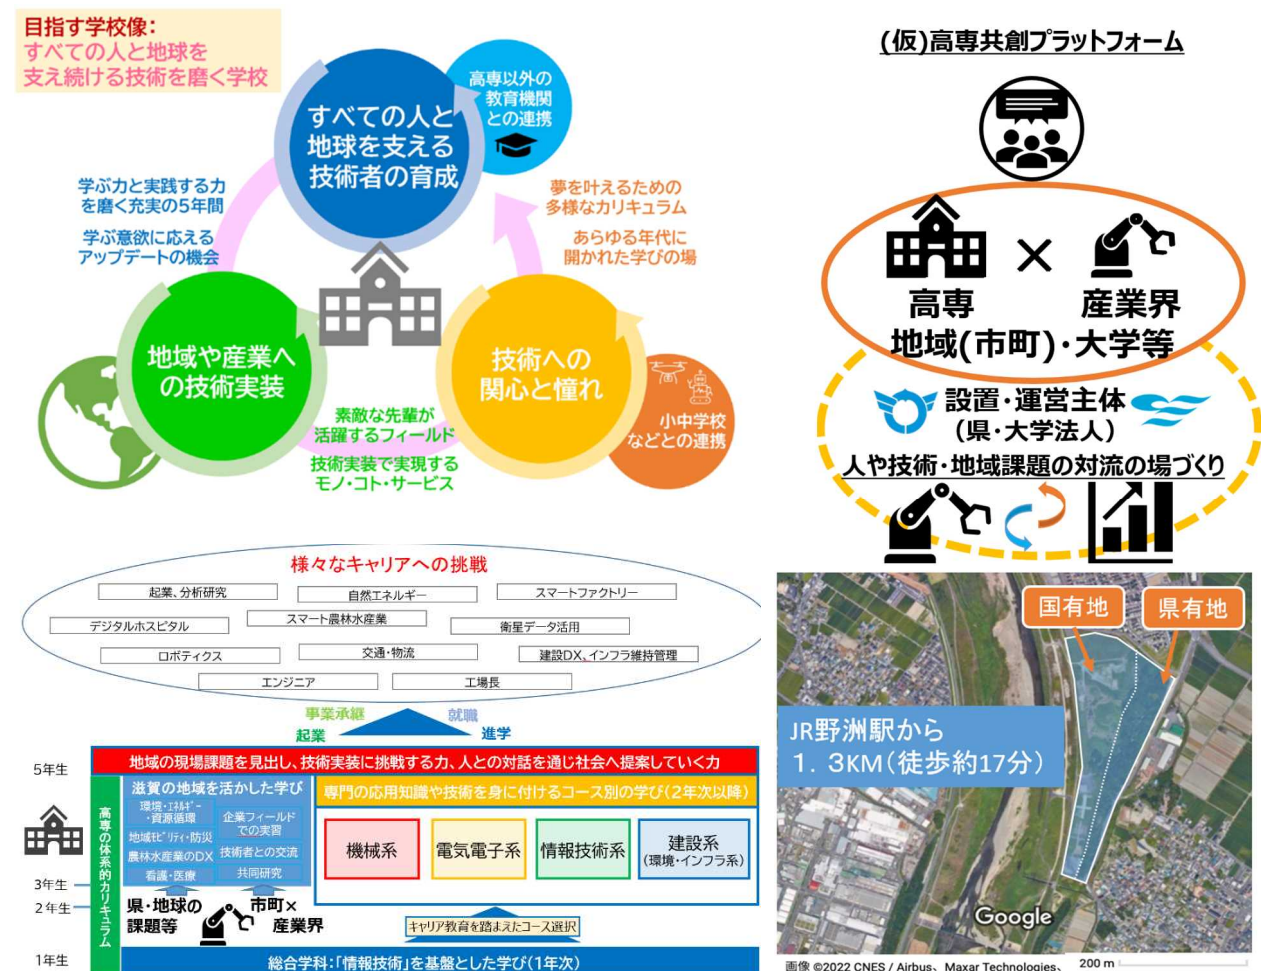 目指す学校像：
すべての人と地球を
支え続ける技術を磨く学校
すべての人と
地球を支える
技術者の育成
高専以外の
教育機関
との連携
学ぶ力と実践する力
を磨く充実の5年間
学ぶ意欲に応える
アップデートの機会
夢を叶えるための
多様なカリキュラム
あらゆる年代に
開かれた学びの場
地域や産業へ
の技術実装
技術への
関心と憧れ
小中学校
などとの連携
素敵な先輩が
活躍するフィールド
技術実装で実現する
モノ・コト・サービス
(仮)高専共創プラットフォーム
高専
×
産業界
地域(市町)・大学等
設置・運営主体
(県・大学法人)
人や技術・地域課題の対流の場づくり
様々なキャリアへの挑戦
起業、分析研究
自然エネルギー
スマートファクトリー
デジタルホスピタル
スマート農林水産業
衛星データ活用
ロボティクス
交通・物流
建設DX、インフラ維持管理
エンジニア
工場長
事業承継
就職
起業
進学
5年生
地域の現場課題を見出し、技術実装に挑戦する力、人との対話を通じ社会へ提案していく力
高専の体系的カリキュラム
滋賀の地域を活かした学び
環境・エネルギー
・資源循環
地域モビリティ・防災
農林水産業のDX
看護・医療
企業フィールド
での実習
技術者との交流
共同研究
専門の応用知識や技術を身に付けるコース別の学び(2年次以降)
機械系
電気電子系
情報技術系
建設系
(環境・インフラ系)
3年生
2年生
県・地球の
課題等
市町×
産業界
キャリア教育を踏まえたコース選択
1年生
総合学科:「情報技術」を基盤とした学び(1年次)
国有地
県有地
JR野洲駅から
1．3KM(徒歩約17分)
Google
画像 ©2022 CNES / Airbus、Maxar Technologies、
200 m